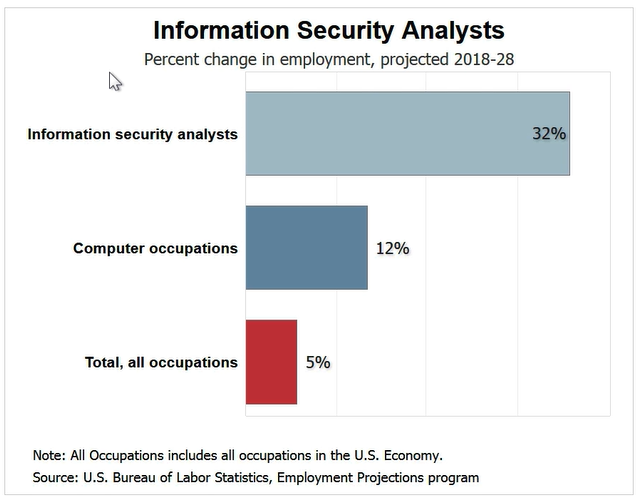 Information Security Analysts
Percent change in employment, projected 2018-28
Information security analysts
32%
Computer occupations
12%
Total, all occupations
5%
Note: All Occupations includes all occupations in the U.S. Economy.
Source: U.S. Bureau of Labor Statistics, Employment Projections program